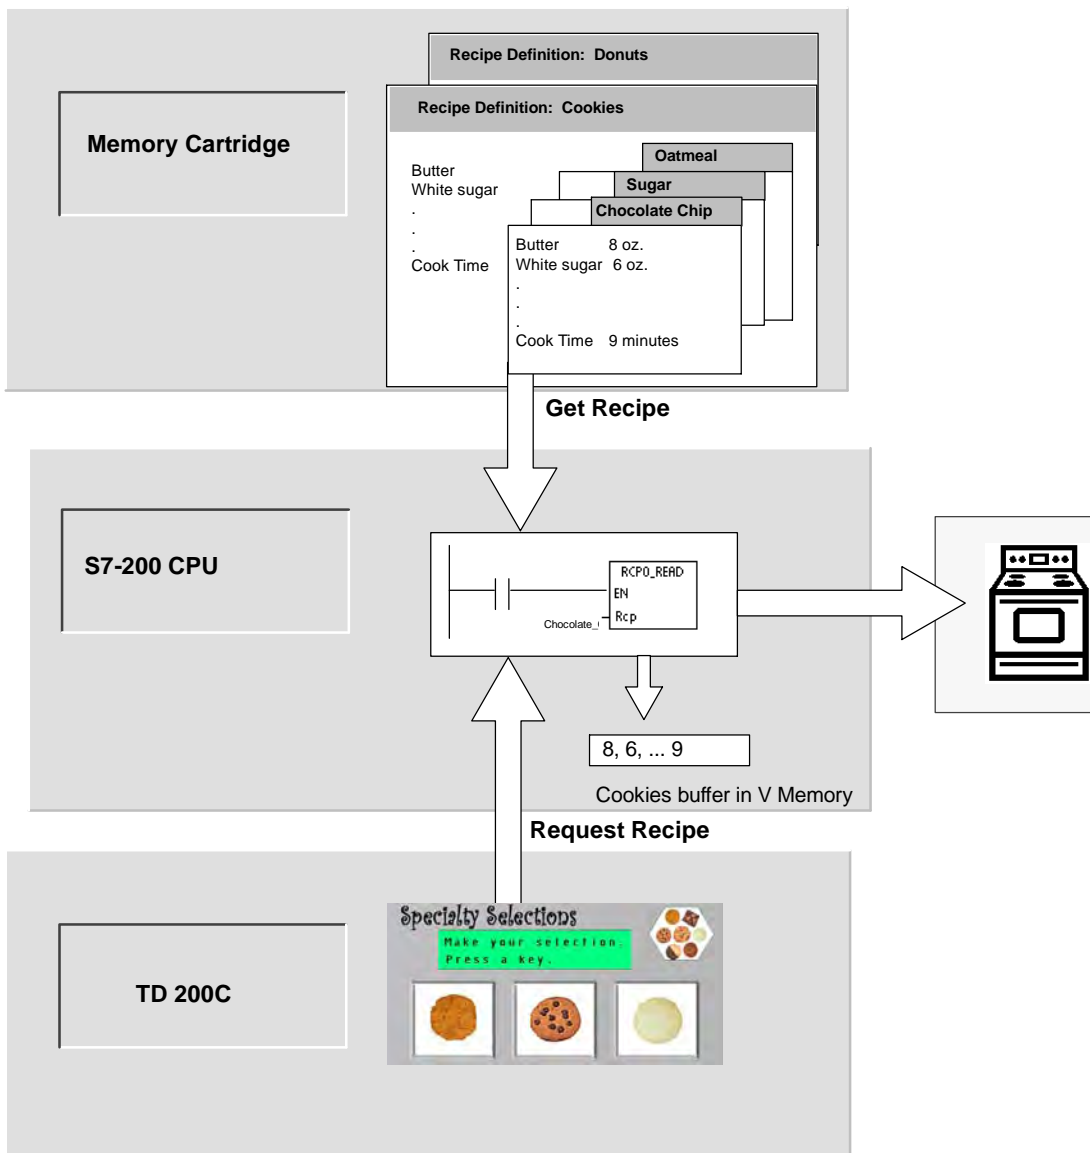 Recipe Definition: Donuts
Recipe Definition: Cookies
Memory Cartridge
Oatmeal
Sugar
Chocolate Chip
Butter
White sugar
.
.
.
Cook Time
Butter 8 oz.
White sugar 6 oz.
.
.
.
Cook Time 9 minutes
Get Recipe
S7-200 CPU
RCP0_READ
EN
Rcp
Chocolate_
8, 6, ... 9
Cookies buffer in V Memory
Request Recipe
TD 200C
Specialty Selections
Make your selection.
Press a key.